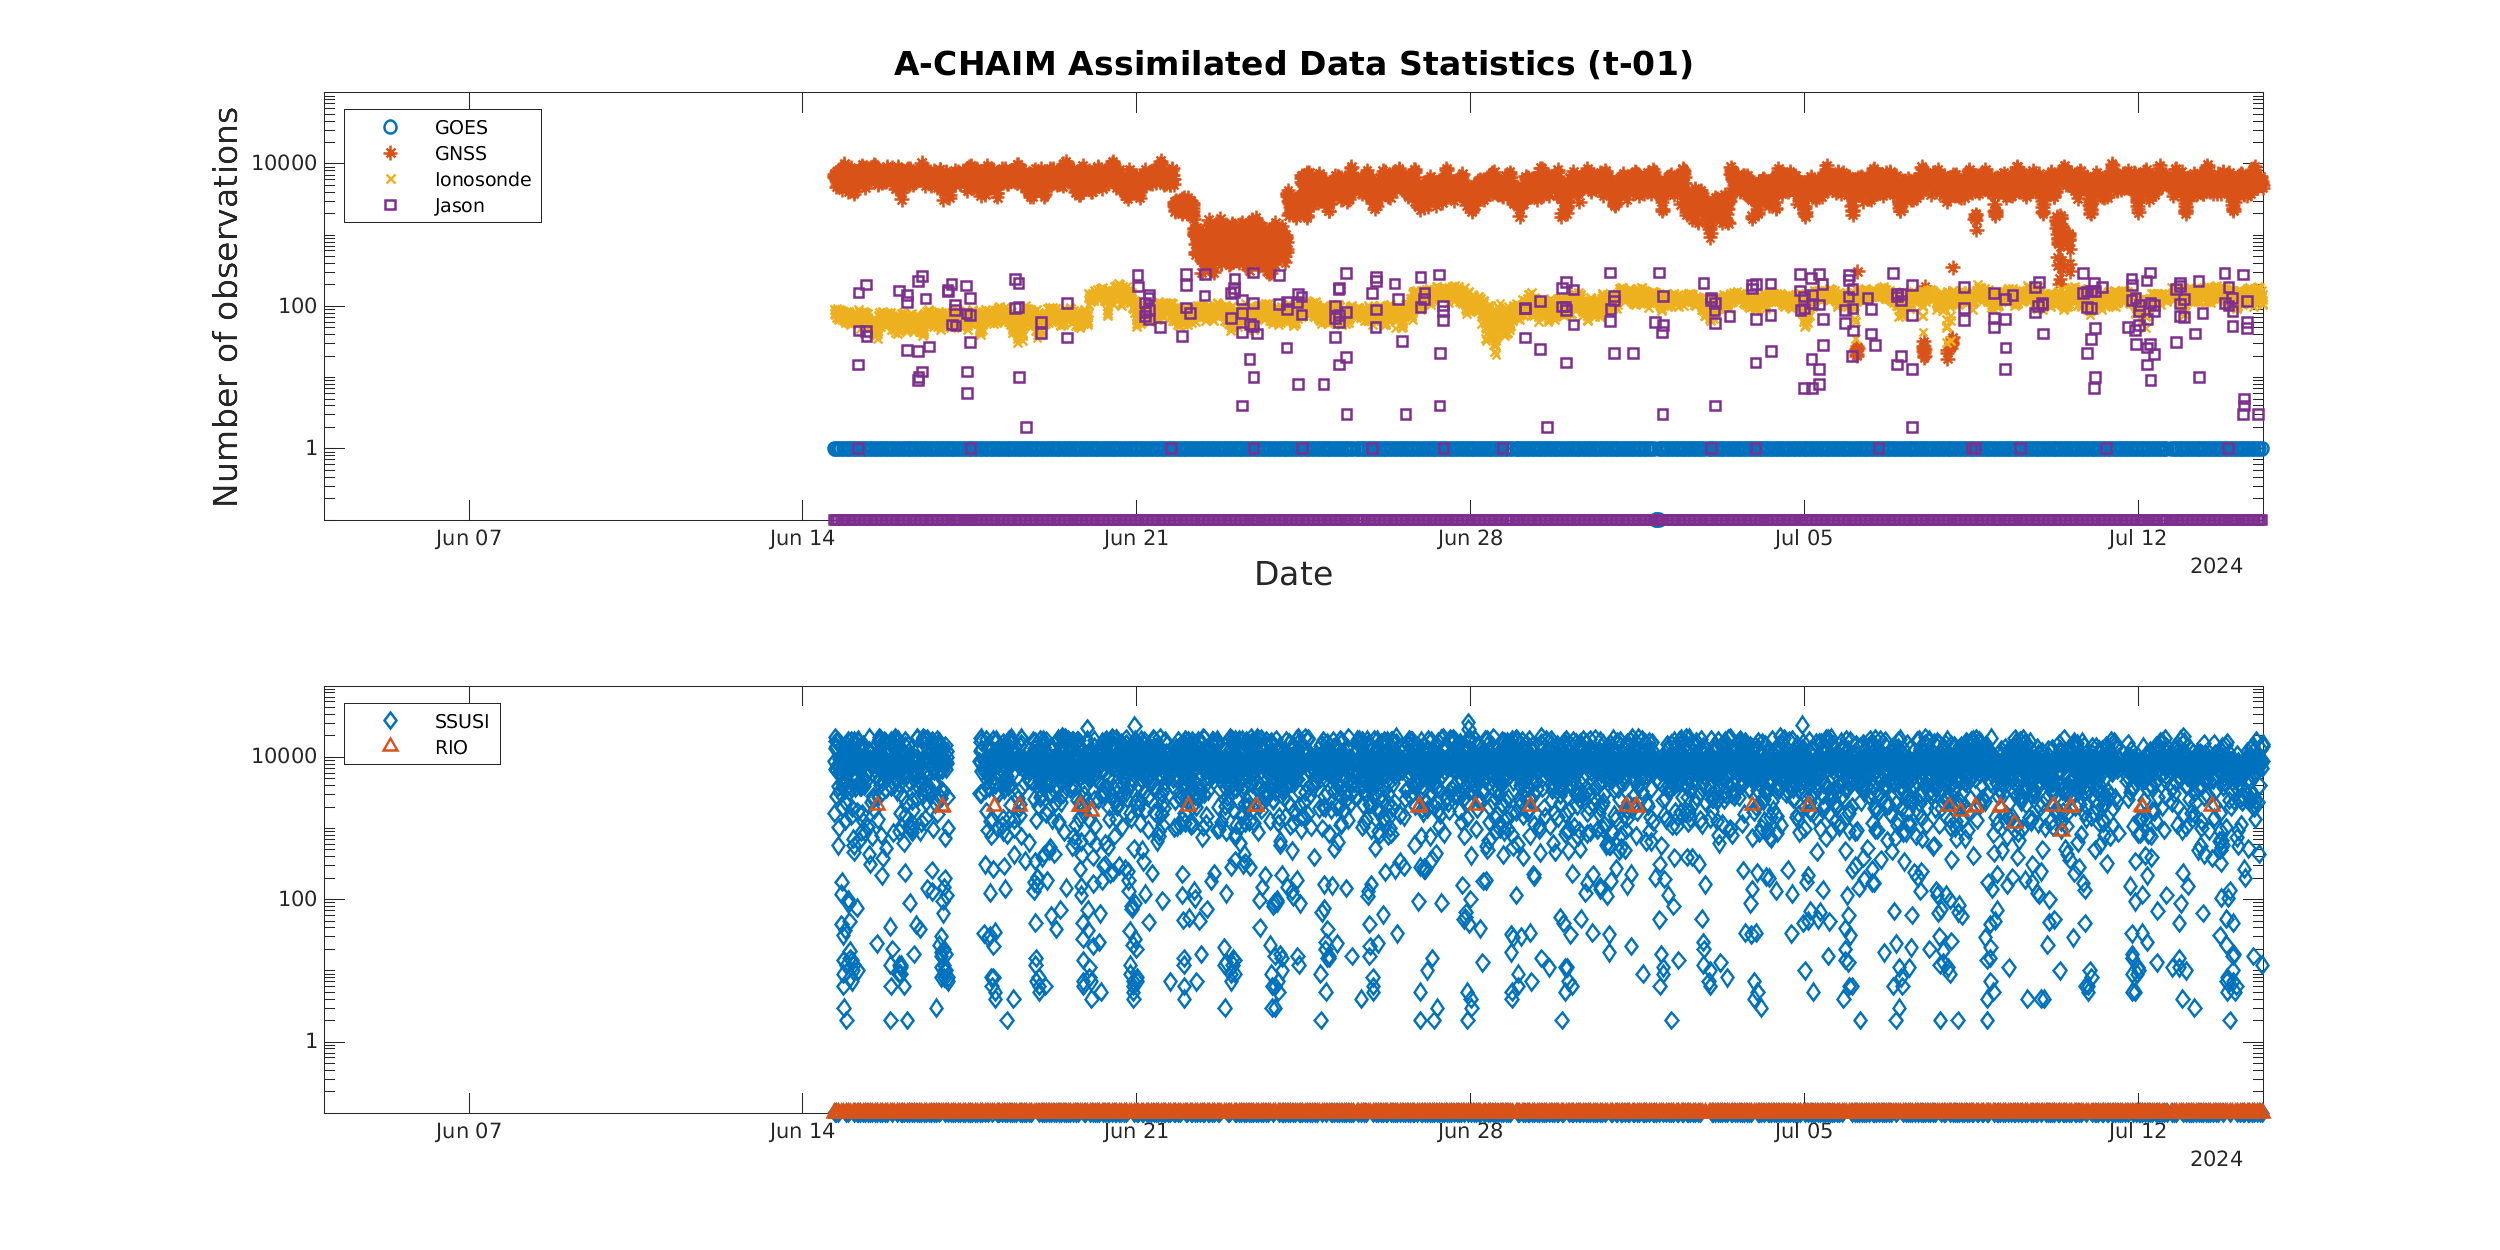 A-CHAIM Assimilated Data Statistics (t-01)
Number of observations
10000
100
1
GOES
GNSS
Ionosonde
Jason
Jun 07
Jun 14
Jun 21
Jun 28
Jul 05
Jul 12
2024
Date
10000
100
1
SSUSI
RIO
Jun 07
Jun 14
Jun 21
Jun 28
Jul 05
Jul 12
2024